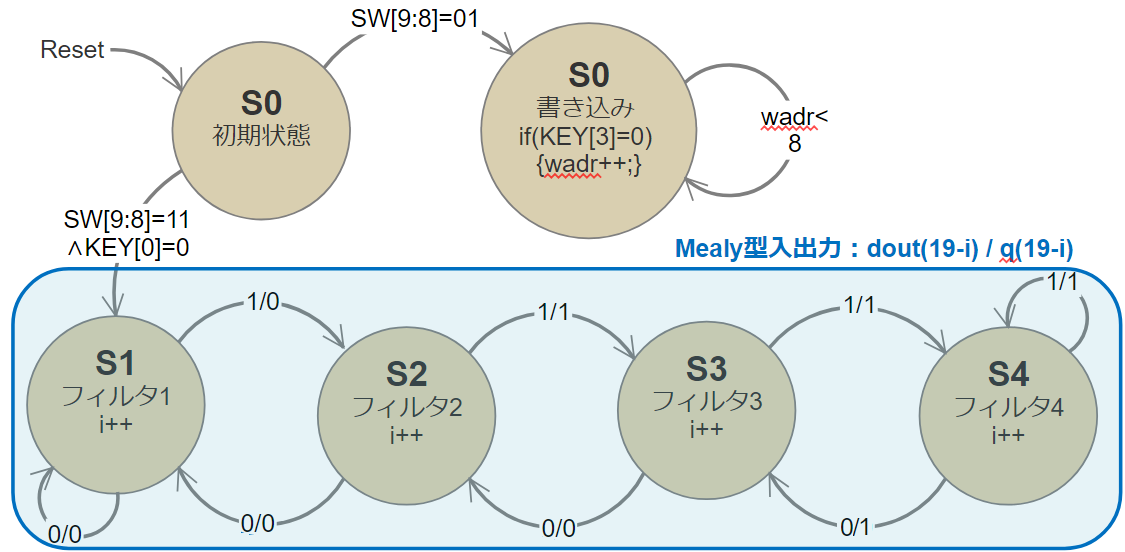 SW[9:8]=01
Reset
S0
初期状態
S0
書き込み
if(KEY[3]=0)
{wadr++;}
wadr<
8
SW[9:8]=11
∧KEY[0]=0
Mealy型入出力：dout(19-i) / q(19-i)
1/0
1/1
1/1
1/1
S1
フィルタ1
i++
S2
フィルタ2
i++
S3
フィルタ3
i++
S4
フィルタ4
i++
0/0
0/0
0/0
0/1